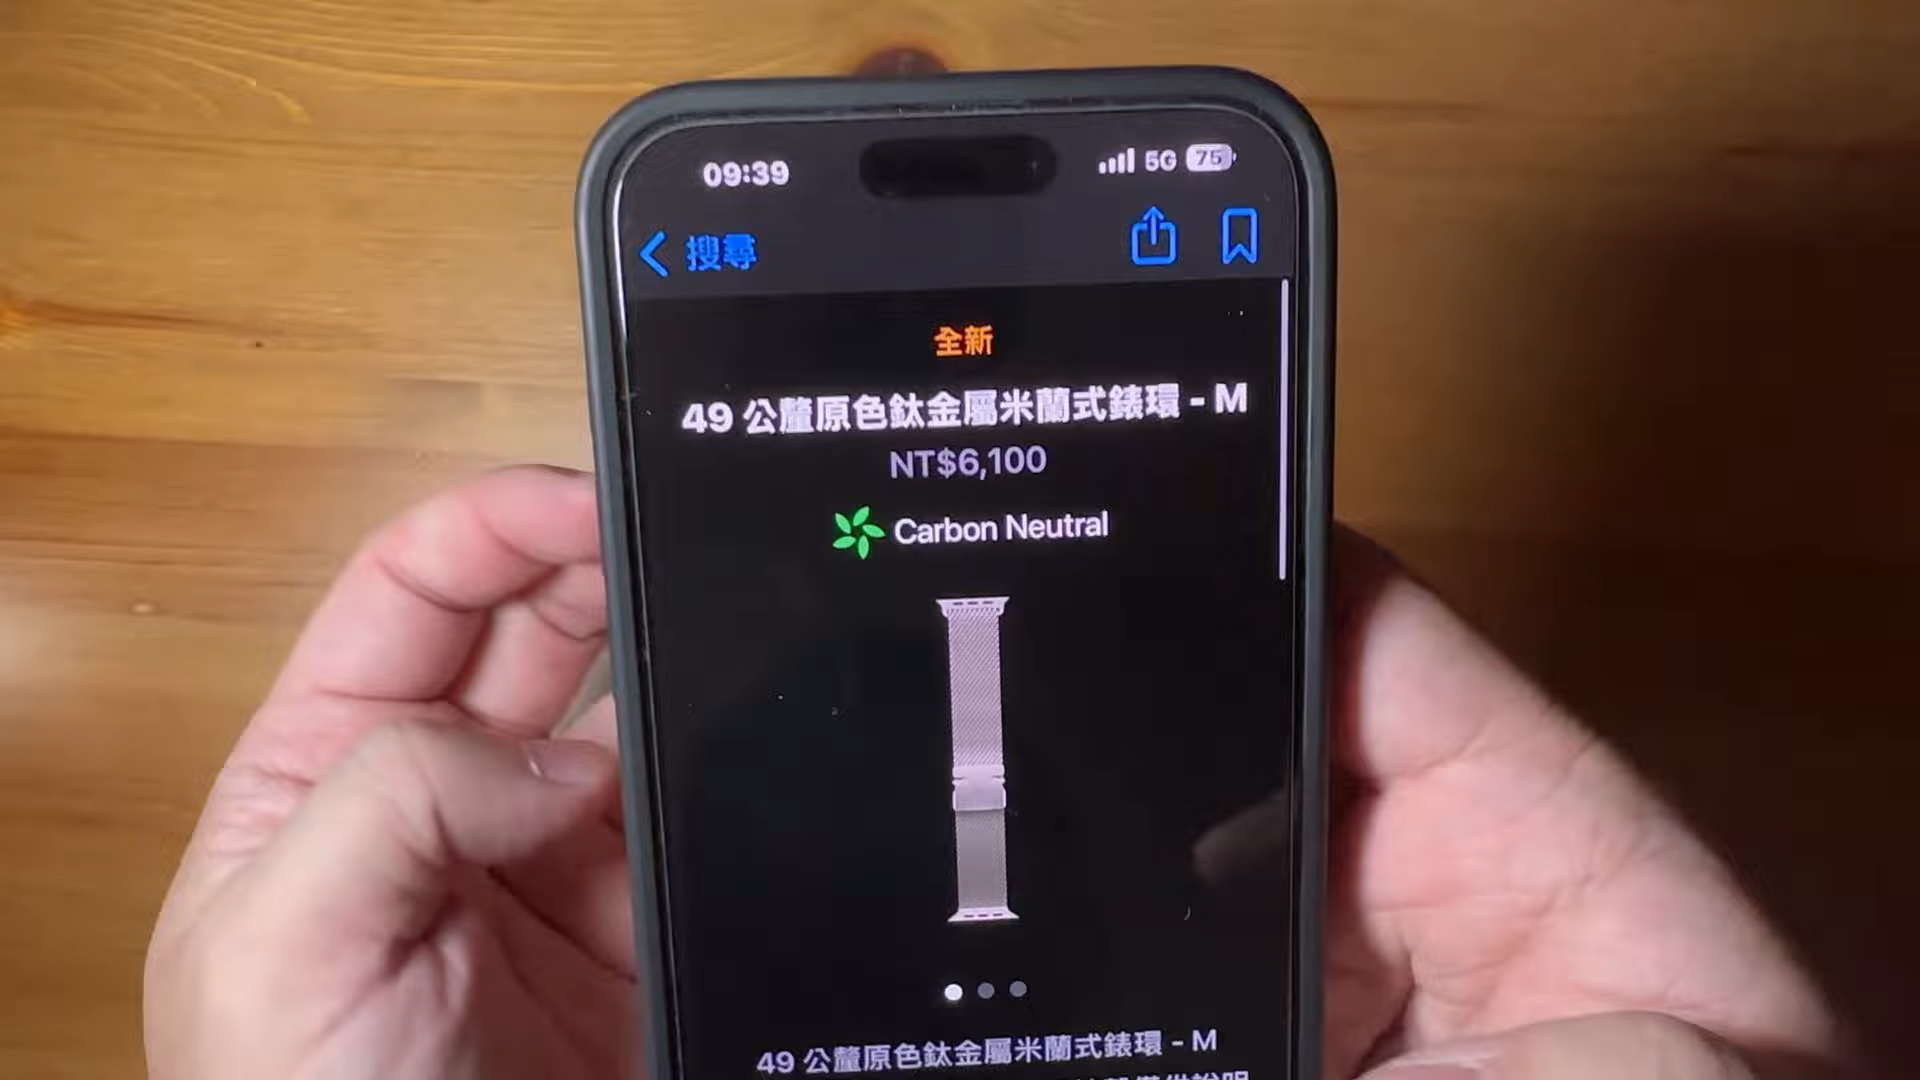 09:39 5G 75
搜尋
全新
49 公釐原色鈦金屬米蘭式錶環 - M
NT$6,100
Carbon Neutral
49 公釐原色鈦金屬米蘭式錶環 - M